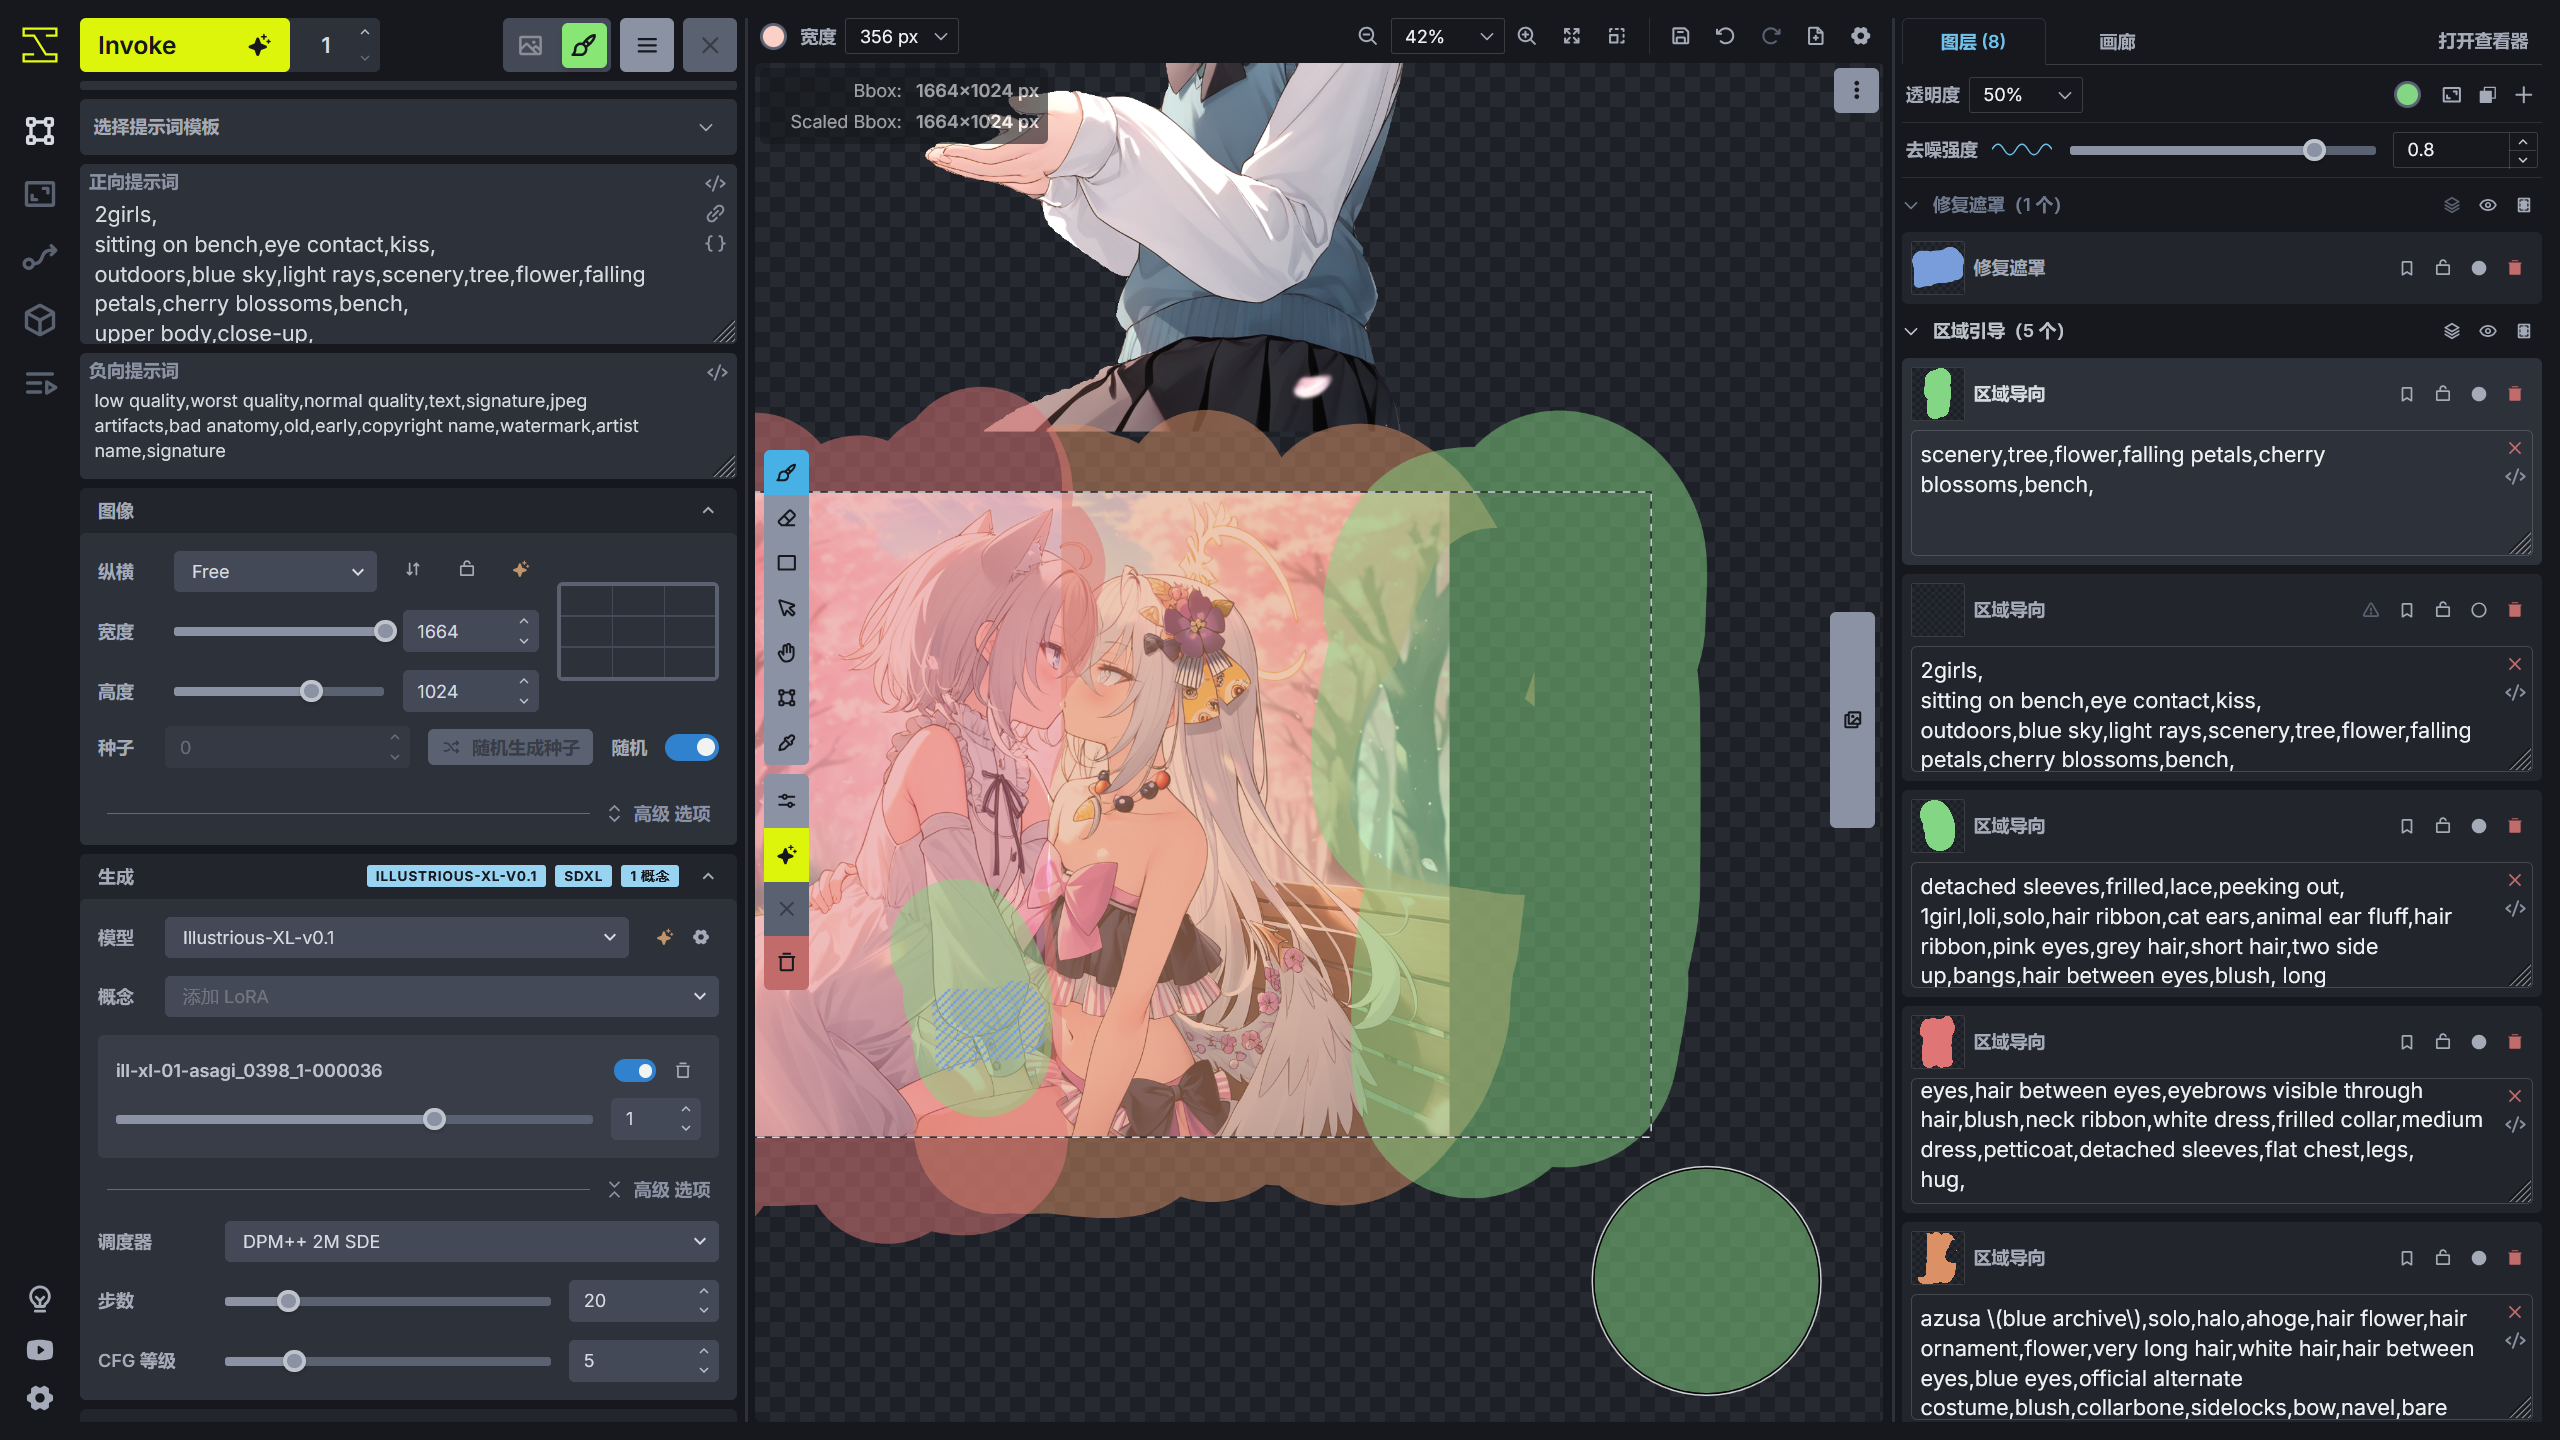 Invoke
1
选择提示词模板
正向提示词
2girls,
sitting on bench,eye contact,kiss,
outdoors,blue sky,light rays,scenery,tree,flower,falling
petals,cherry blossoms,bench,
upper body,close-up,
负向提示词
low quality,worst quality,normal quality,text,signature,jpeg
artifacts,bad anatomy,old,early,copyright name,watermark,artist
name,signature
图像
纵横
Free
宽度
1664
高度
1024
种子
0
随机生成种子
随机
高级 选项
生成
ILLUSTRIOUS-XL-V0.1
SDXL
1 概念
模型
Illustrious-XL-v0.1
概念
添加 LoRA
ill-xl-01-asagi_0398_1-000036
1
高级 选项
调度器
DPM++ 2M SDE
步数
20
CFG 等级
5
宽度
356 px
42%
Bbox: 1664×1024 px
Scaled Bbox: 1664×1024 px
图层 (8)
画廊
打开查看器
透明度
50%
去噪强度
0.8
修复遮罩 (1 个)
修复遮罩
区域引导 (5 个)
区域导向
scenery,tree,flower,falling petals,cherry
blossoms,bench,
区域导向
2girls,
sitting on bench,eye contact,kiss,
outdoors,blue sky,light rays,scenery,tree,flower,falling
petals,cherry blossoms,bench,
区域导向
detached sleeves,frilled,lace,peeking out,
1girl,loli,solo,hair ribbon,cat ears,animal ear fluff,hair
ribbon,pink eyes,grey hair,short hair,two side
up,bangs,hair between eyes,blush, long
区域导向
eyes,hair between eyes,eyebrows visible through
hair,blush,neck ribbon,white dress,frilled collar,medium
dress,petticoat,detached sleeves,flat chest,legs,
hug,
区域导向
azusa \(blue archive\),solo,halo,ahoge,hair flower,hair
ornament,flower,very long hair,white hair,hair between
eyes,blue eyes,official alternate
costume,blush,collarbone,sidelocks,bow,navel,bare